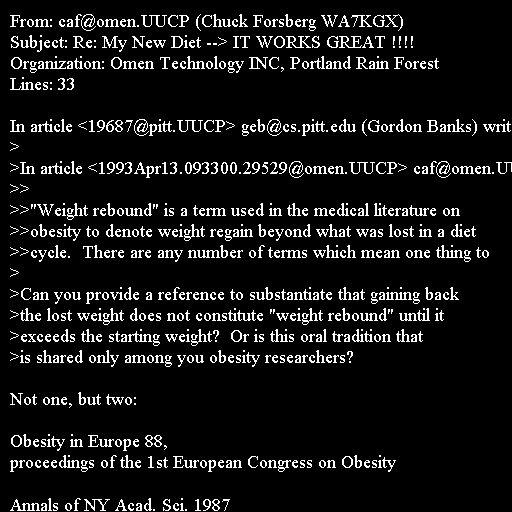 From: caf@omen.UUCP (Chuck Forsberg WA7KGX)
Subject: Re: My New Diet --> IT WORKS GREAT !!!!
Organization: Omen Technology INC, Portland Rain Forest
Lines: 33

In article <19687@pitt.UUCP> geb@cs.pitt.edu (Gordon Banks) writ
>
>In article <1993Apr13.093300.29529@omen.UUCP> caf@omen.UU
>>
>>"Weight rebound" is a term used in the medical literature on
>>obesity to denote weight regain beyond what was lost in a diet
>>cycle.  There are any number of terms which mean one thing to
>
>Can you provide a reference to substantiate that gaining back
>the lost weight does not constitute "weight rebound" until it
>exceeds the starting weight?  Or is this oral tradition that
>is shared only among you obesity researchers?

Not one, but two:

Obesity in Europe 88,
proceedings of the 1st European Congress on Obesity

Annals of NY Acad. Sci. 1987